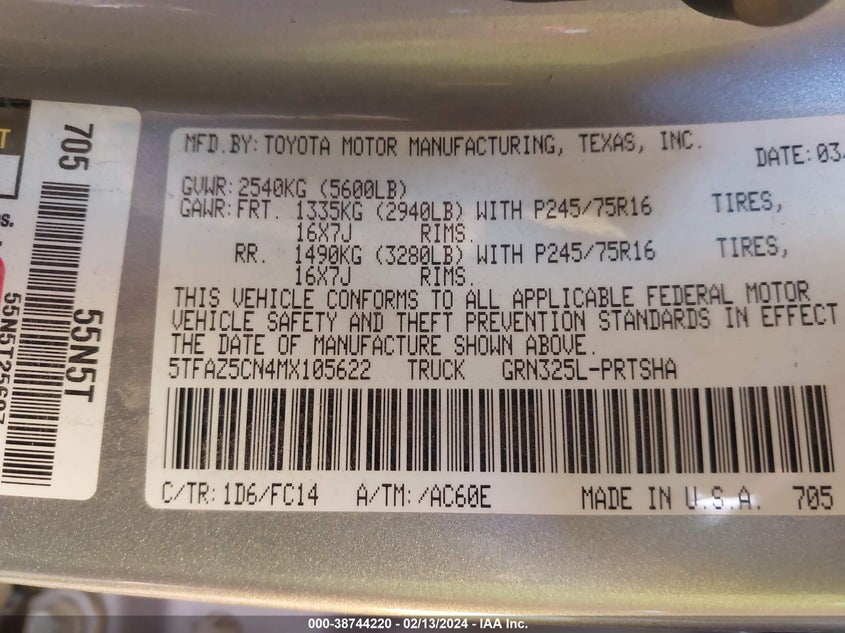 MFD.BY: TOYOTA MOTOR MANUFACTURING, TEXAS, INC.
DATE: 03
GVWR: 2540KG (5600LB)
GAWR: FRT. 1335KG (2940LB) WITH P245/75R16 TIRES,
16X7J RIMS.
RR. 1490KG (3280LB) WITH P245/75R16 TIRES,
16X7J RIMS.
THIS VEHICLE CONFORMS TO ALL APPLICABLE FEDERAL MOTOR
VEHICLE SAFETY AND THEFT PREVENTION STANDARDS IN EFFECT
THE DATE OF MANUFACTURE SHOWN ABOVE.
5TFAZ5CN4MX105622 TRUCK GRN325L-PRTSHA
C/TR: 1D6/FC14 A/TM: /AC60E MADE IN U.S.A. 705
705
55N5T
000-38744220 - 02/13/2024 - IAA Inc.